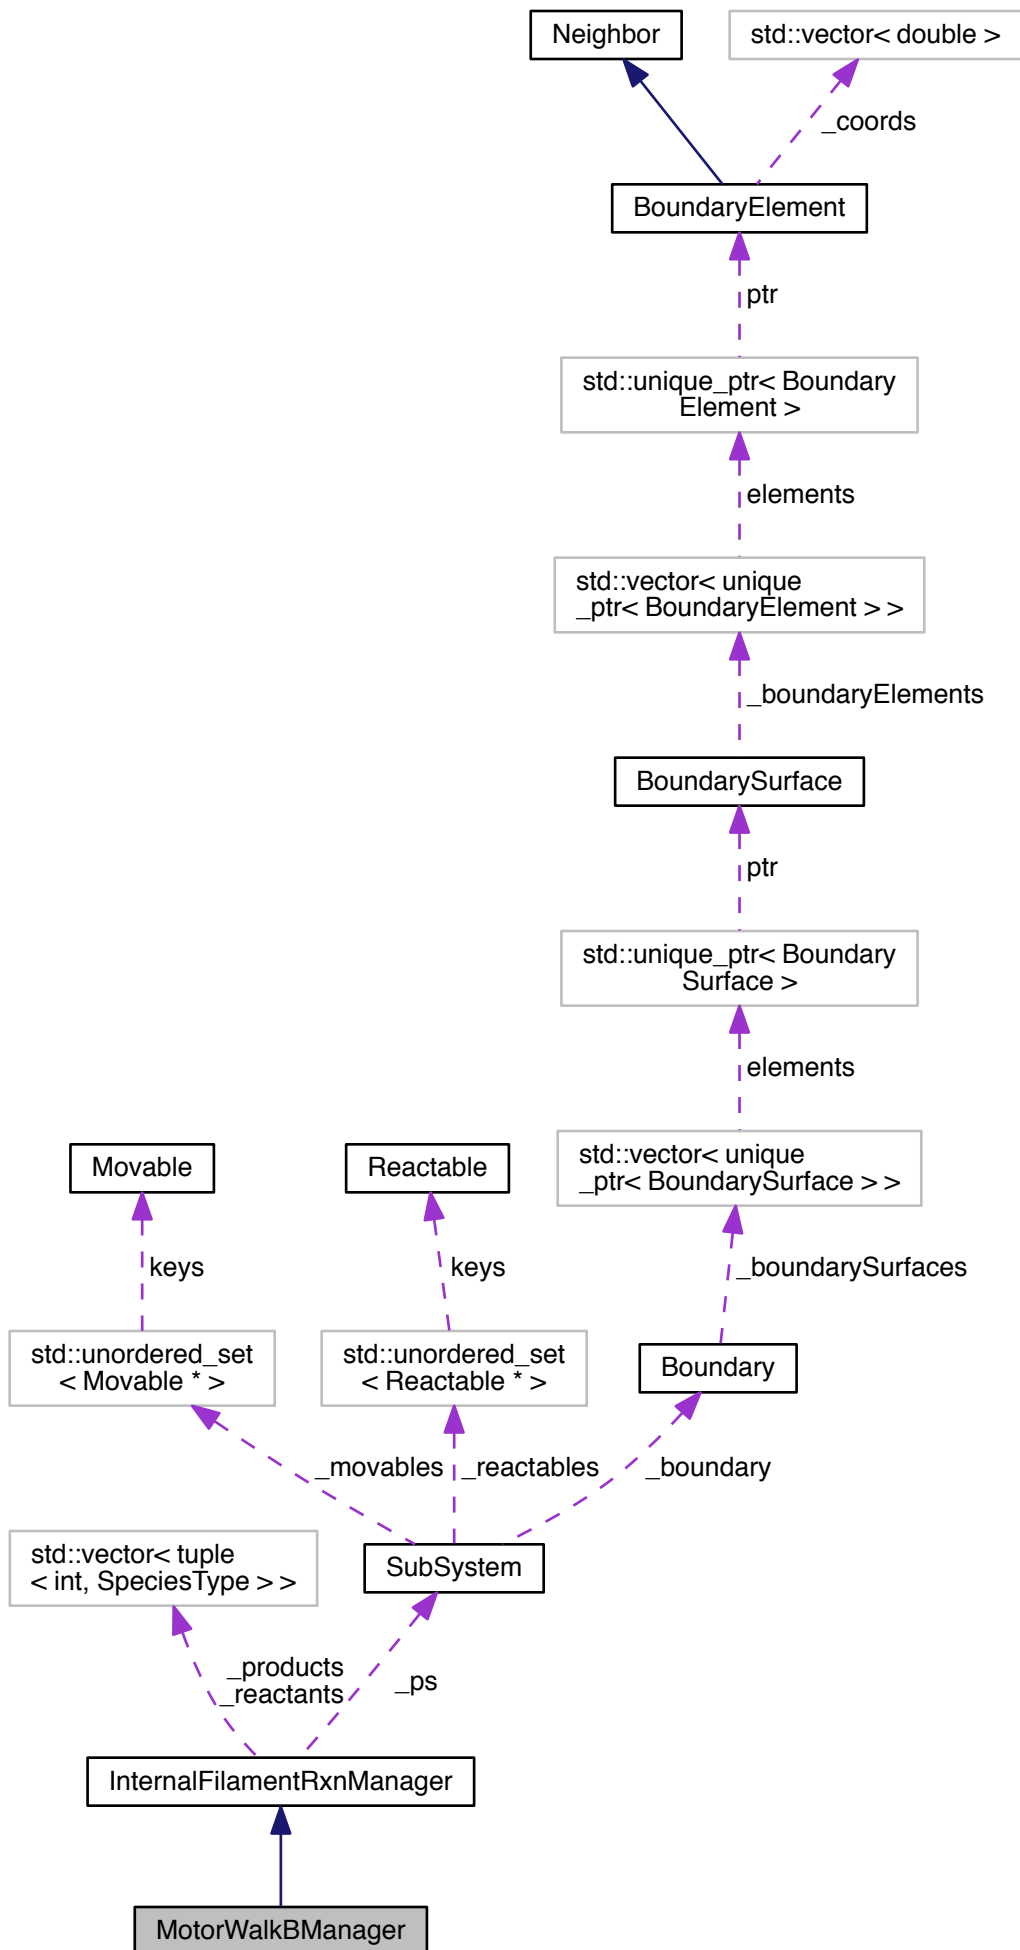 Neighbor
std::vector< double >
_coords
BoundaryElement
ptr
std::unique_ptr< Boundary
Element >
elements
std::vector< unique
_ptr< BoundaryElement > >
_boundaryElements
BoundarySurface
ptr
std::unique_ptr< Boundary
Surface >
elements
Movable
Reactable
std::vector< unique
_ptr< BoundarySurface > >
keys
keys
_boundarySurfaces
std::unordered_set
< Movable * >
std::unordered_set
< Reactable * >
Boundary
_movables
_reactables
_boundary
std::vector< tuple
< int, SpeciesType > >
SubSystem
_products
_reactants
_ps
InternalFilamentRxnManager
MotorWalkBManager